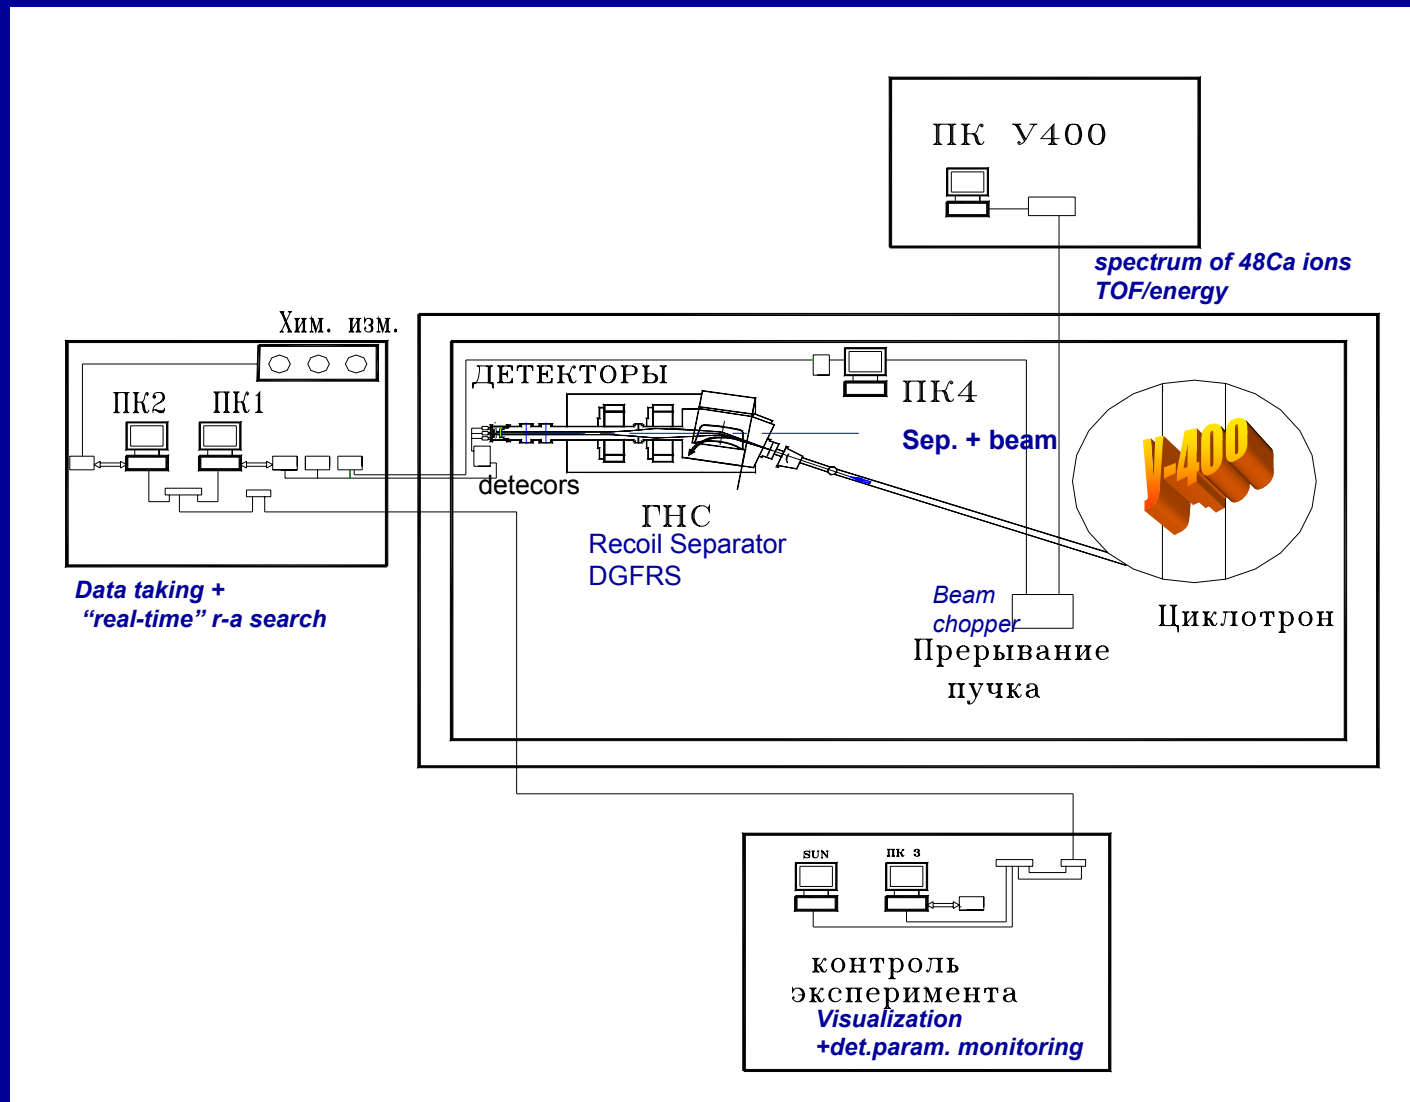 ПК У400
spectrum of 48Ca ions
TOF/energy
Хим. изм.
ПК2
ПК1
ДЕТЕКТОРЫ
ПК4
Sep. + beam
У-400
detecors
ГНС
Recoil Separator
DGFRS
Data taking +
“real-time” r-a search
Beam
chopper
Прерывание
пучка
Циклотрон
SUN
ПК 3
контроль
эксперимента
Visualization
+det.param. monitoring